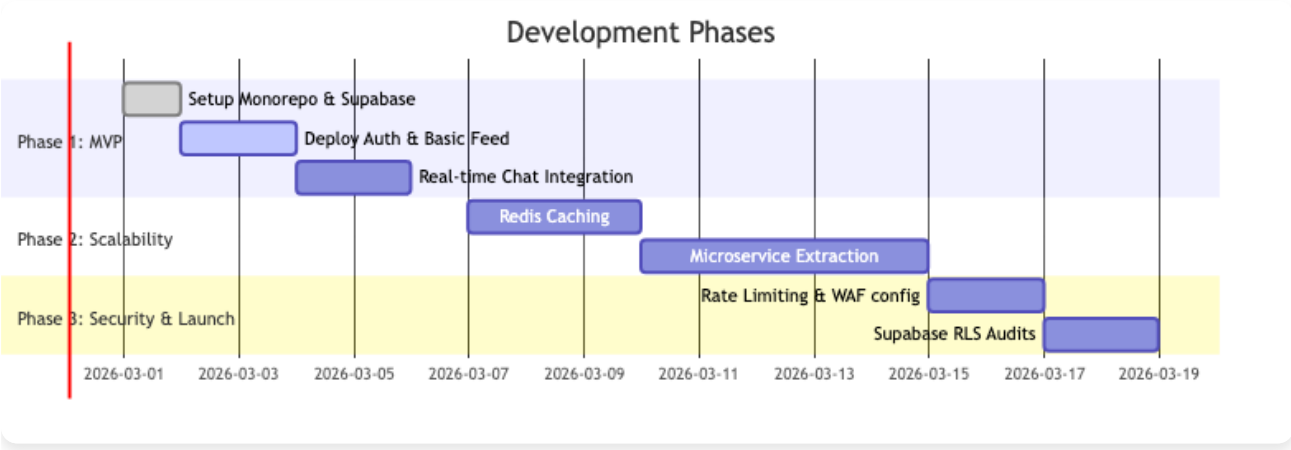 Development Phases
Setup Monorepo & Supabase
Phase 1: MVP
Deploy Auth & Basic Feed
Real-time Chat Integration
Redis Caching
Phase 2: Scalability
Microservice Extraction
Rate Limiting & WAF config
Phase 3: Security & Launch
Supabase RLS Audits
2026-03-01
2026-03-03
2026-03-05
2026-03-07
2026-03-09
2026-03-11
2026-03-13
2026-03-15
2026-03-17
2026-03-19